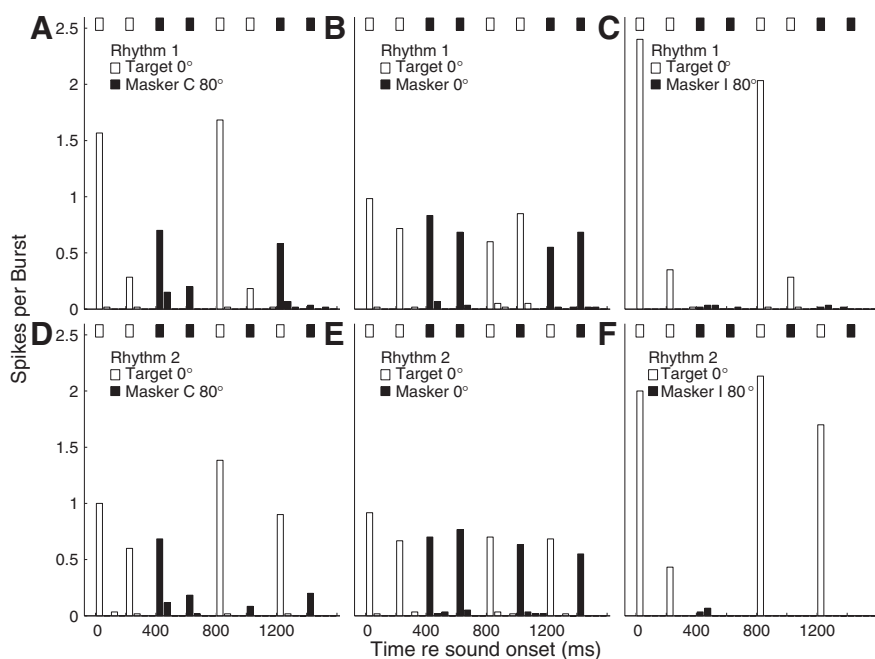 A
B
C
2.5
2
1.5
1
0.5
0
Rhythm 1
Target 0°
Masker C 80°
Rhythm 1
Target 0°
Masker 0°
Rhythm 1
Target 0°
Masker I 80°
Spikes per Burst
D
E
F
2.5
2
1.5
1
0.5
0
Rhythm 2
Target 0°
Masker C 80°
Rhythm 2
Target 0°
Masker 0°
Rhythm 2
Target 0°
Masker I 80°
0 400 800 1200
0 400 800 1200
0 400 800 1200
Time re sound onset (ms)